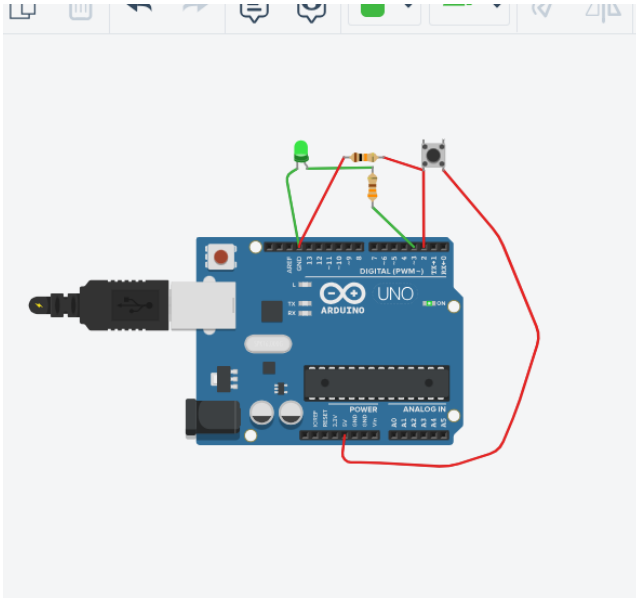 AREF
GND
13
12
~11
~10
~9
8
7
~6
~5
4
~3
2
TX→1
RX←0
DIGITAL (PWM~)
L
TX
RX
ARDUINO
UNO
ON
POWER
ANALOG IN
IOREF
RESET
3.3V
5V
GND
GND
Vin
A0
A1
A2
A3
A4
A5